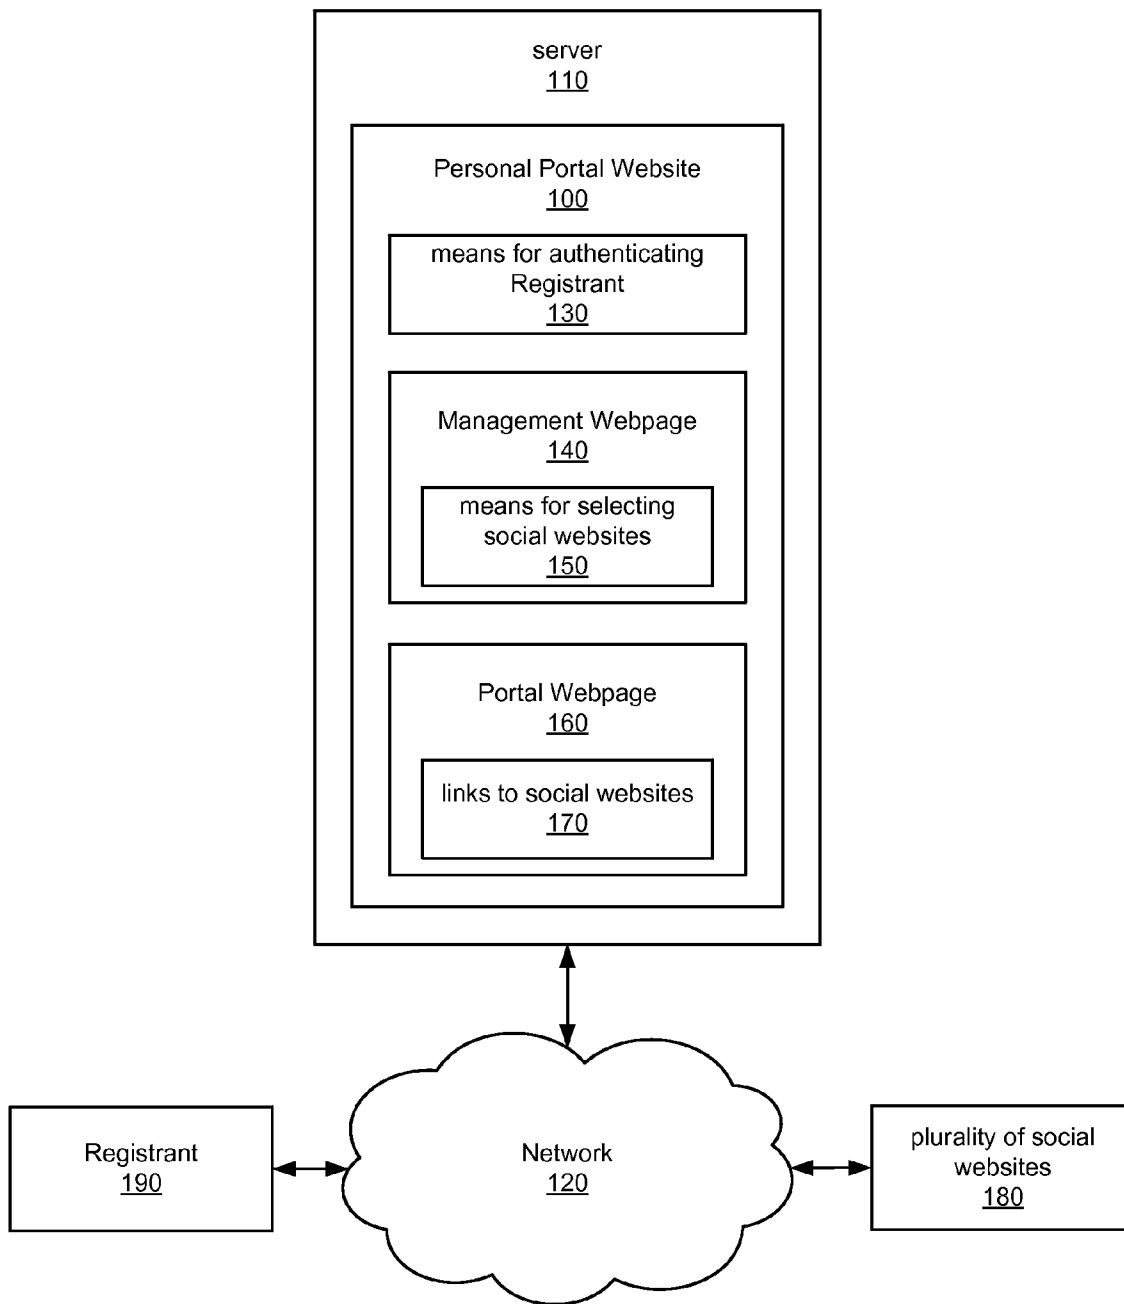 server
110
Personal Portal Website
100
means for authenticating
Registrant
130
Management Webpage
140
means for selecting
social websites
150
Portal Webpage
160
links to social websites
170
Registrant
190
Network
120
plurality of social
websites
180